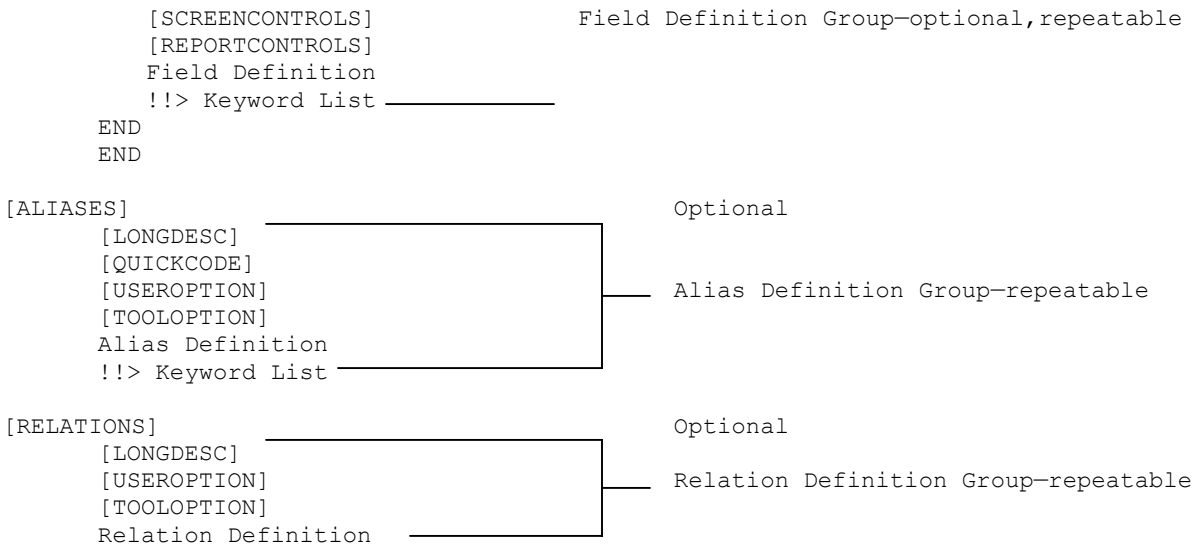 [SCREENCONTROLS] Field Definition Group—optional,repeatable
[REPORTCONTROLS]
Field Definition
!!> Keyword List
END
END
[ALIASES] Optional
[LONGDESC]
[QUICKCODE]
[USEROPTION] Alias Definition Group—repeatable
[TOOLOPTION]
Alias Definition
!!> Keyword List
[RELATIONS] Optional
[LONGDESC]
[USEROPTION] Relation Definition Group—repeatable
[TOOLOPTION]
Relation Definition